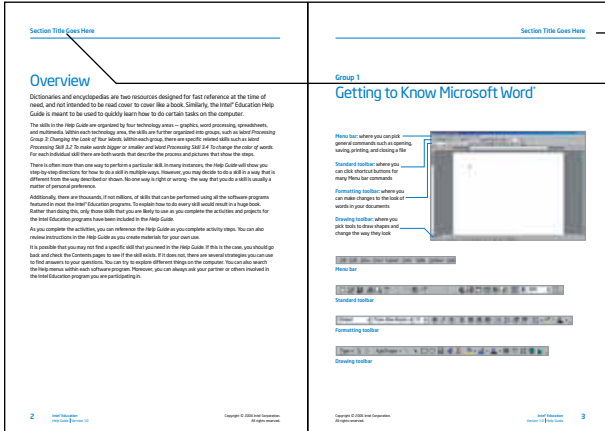 Section Title Goes Here
Overview
Dictionaries and encyclopedias are two resources designed for fast reference at the time of
need, and not intended to be read cover to cover like a book. Similarly, the Intel® Education Help
Guide is meant to be used to quickly learn how to do certain tasks on the computer.
The skills in the Help Guide are organized by four technology areas — graphics, word processing, spreadsheets,
and multimedia. Within each technology area, the skills are further organized into groups, such as Word Processing
Group 3: Changing the Look of Your Words. Within each group, there are specific related skills such as Word
Processing Skill 3.2: To make words bigger or smaller and Word Processing Skill 3.4: To change the color of words.
For each individual skill there are both words that describe the process and pictures that show the steps.
There is often more than one way to perform a particular skill. In many instances, the Help Guide will show you
step-by-step directions for how to do a skill in multiple ways. However, you may decide to do a skill in a way that is
different from the way described or shown. No one way is right or wrong - the way that you do a skill is usually a
matter of personal preference.
Additionally, there are thousands, if not millions, of skills that can be performed using all the software programs
featured in most the Intel® Education programs. To explain how to do every skill would result in a huge book.
Rather than doing this, only those skills that you are likely to use as you complete the activities and projects for
the Intel Education programs have been included in the Help Guide.
As you complete the activities, you can reference the Help Guide as you complete activity steps. You can also
review instructions in the Help Guide as you create materials for your own use.
It is possible that you may not find a specific skill that you need in the Help Guide. If this is the case, you should go
back and check the Contents pages to see if the skill exists. If it does not, there are several strategies you can use
to find answers to your questions. You can try to explore different things on the computer. You can also search
the Help menus within each software program. Moreover, you can always ask your partner or others involved in
the Intel Education program you are participating in.
2
Intel® Education
Help Guide | Version 1.0
Copyright © 2006 Intel Corporation.
All rights reserved.
Section Title Goes Here
Group 1
Getting to Know Microsoft Word*
Menu bar: where you can pick
general commands such as opening,
saving, printing, and closing a file
Standard toolbar: where you
can click shortcut buttons for
many Menu bar commands
Formatting toolbar: where you
can make changes to the look of
words in your documents
Drawing toolbar: where you
pick tools to draw shapes and
change the way they look
Menu bar
Standard toolbar
Formatting toolbar
Drawing toolbar
Copyright © 2006 Intel Corporation.
All rights reserved.
Intel® Education
Version 1.0 | Help Guide
3